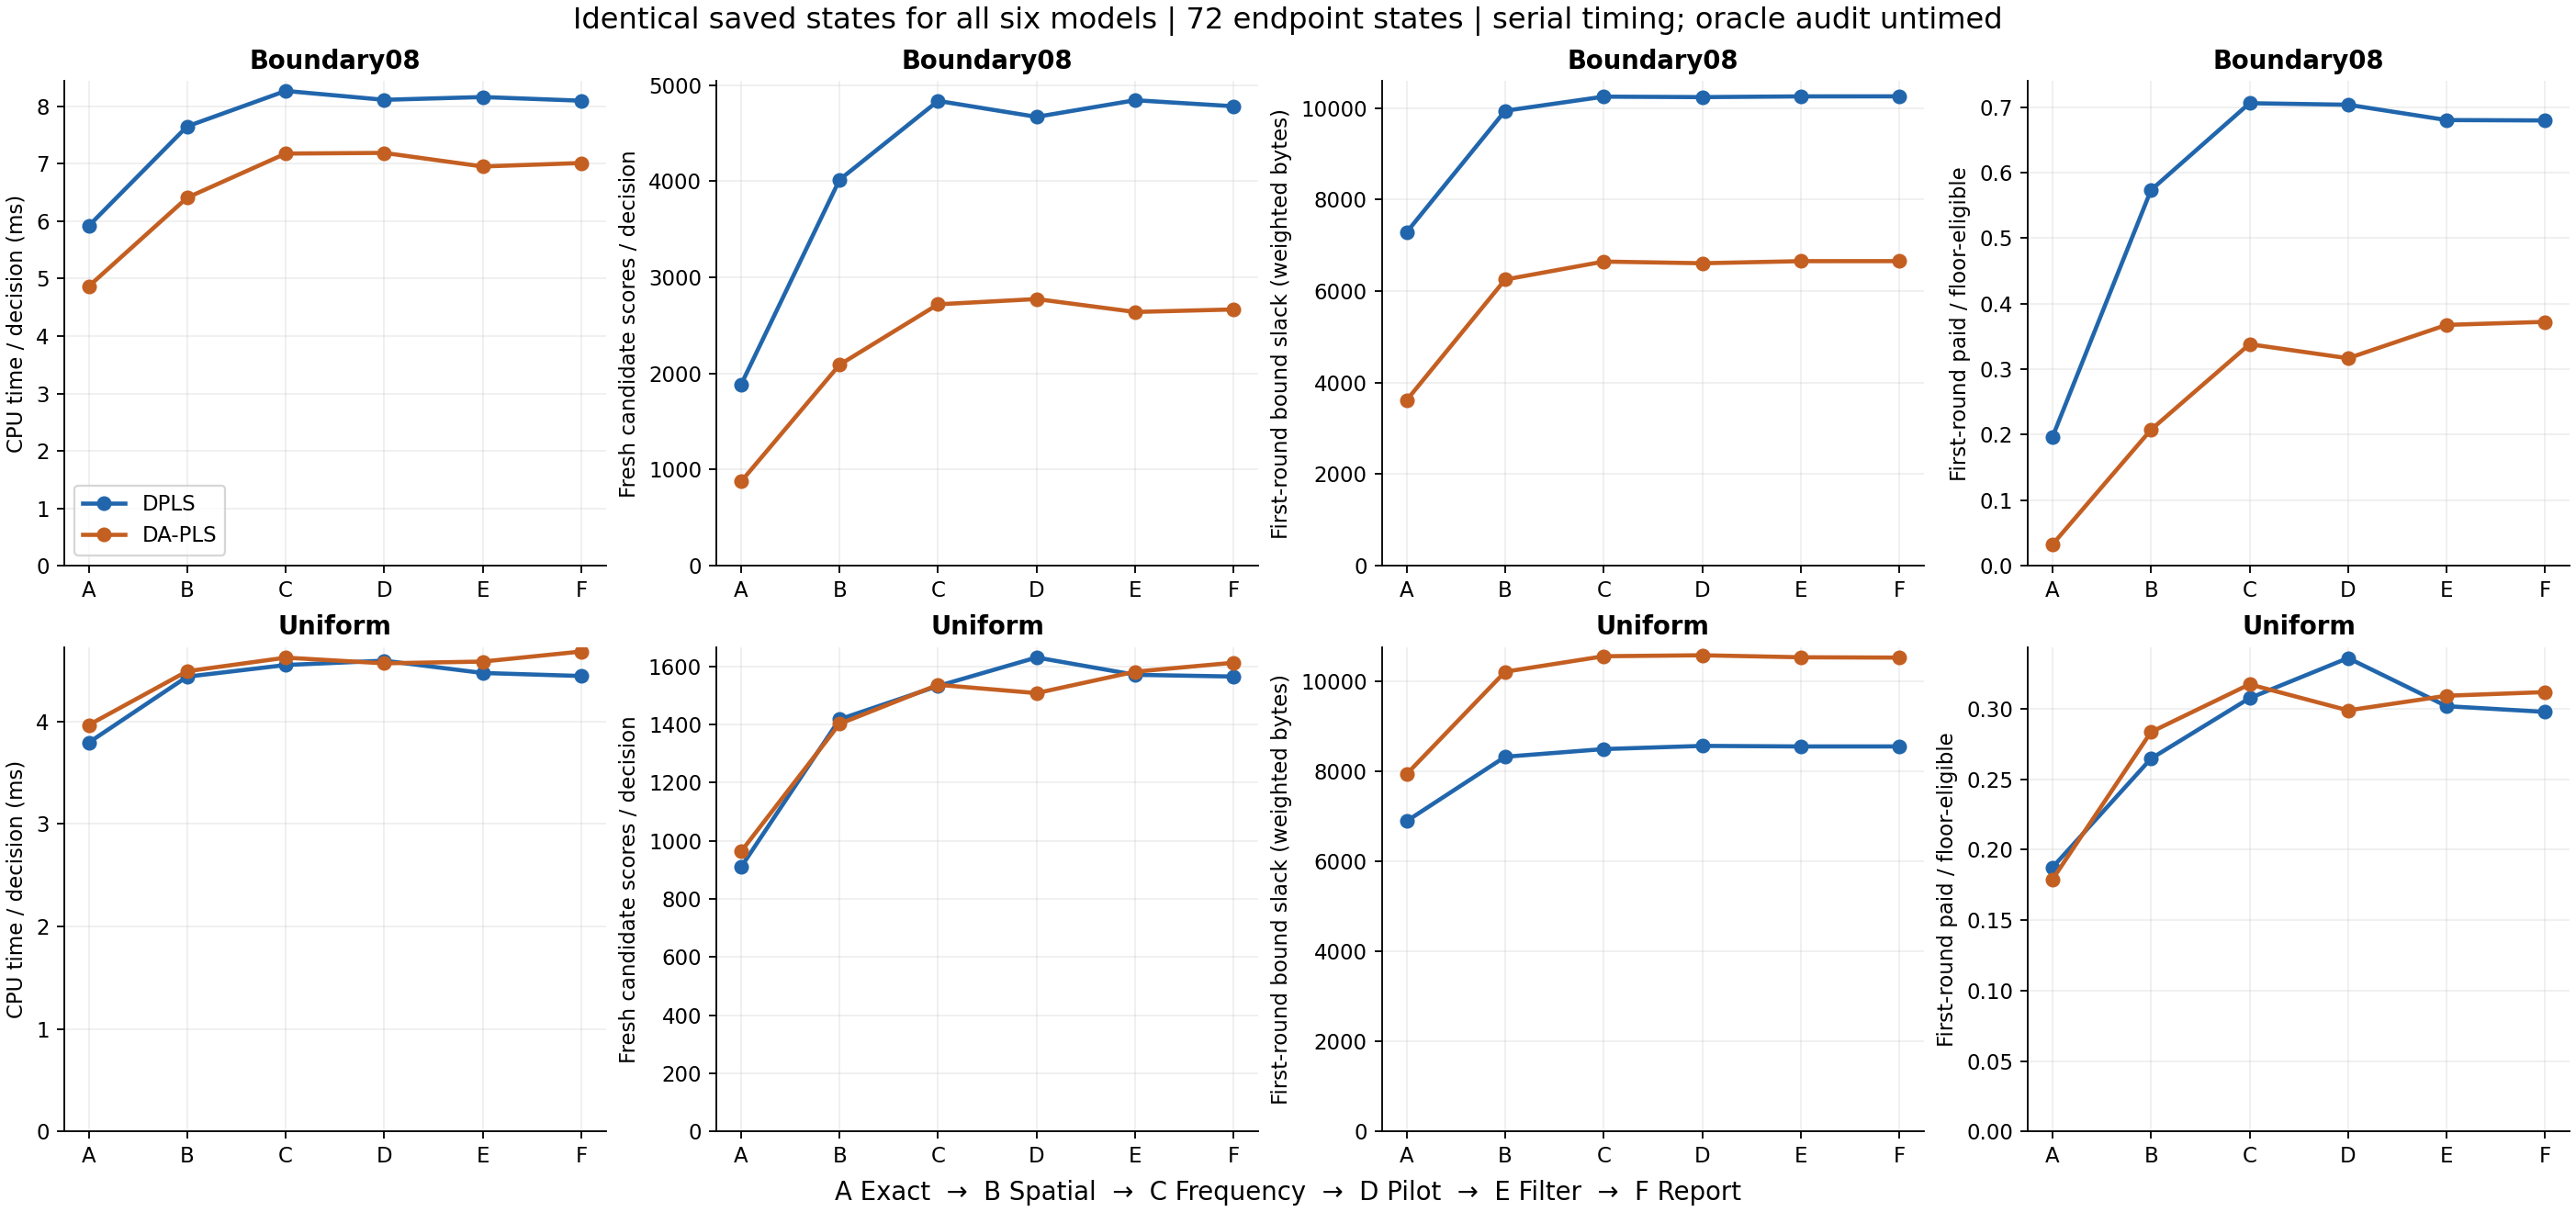 Identical saved states for all six models | 72 endpoint states | serial timing; oracle audit untimed
Boundary08
CPU time / decision (ms)
8
7
6
5
4
3
2
1
0
DPLS
DA-PLS
A B C D E F
Boundary08
Fresh candidate scores / decision
5000
4000
3000
2000
1000
0
A B C D E F
Boundary08
First-round bound slack (weighted bytes)
10000
8000
6000
4000
2000
0
A B C D E F
Boundary08
First-round paid / floor-eligible
0.7
0.6
0.5
0.4
0.3
0.2
0.1
0.0
A B C D E F
Uniform
CPU time / decision (ms)
4
3
2
1
0
A B C D E F
Uniform
Fresh candidate scores / decision
1600
1400
1200
1000
800
600
400
200
0
A B C D E F
Uniform
First-round bound slack (weighted bytes)
10000
8000
6000
4000
2000
0
A B C D E F
Uniform
First-round paid / floor-eligible
0.30
0.25
0.20
0.15
0.10
0.05
0.00
A B C D E F
A Exact → B Spatial → C Frequency → D Pilot → E Filter → F Report